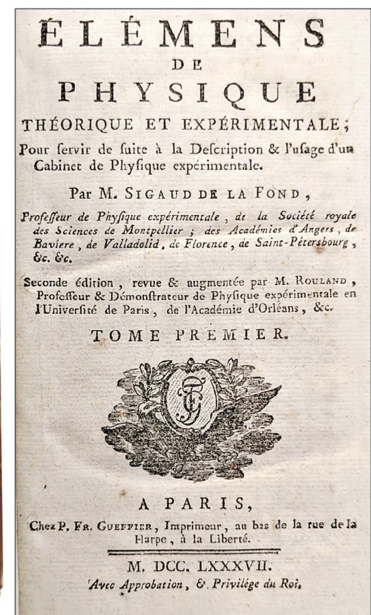 ÉLÉMENS
DE
PHYSIQUE
THÉORIQUE ET EXPÉRIMENTALE;
Pour ſervir de ſuite à la Deſcription & l'uſage d'un
Cabinet de Phyſique expérimentale.
Par M. SIGAUD DE LA FOND,
Profeſſeur de Phyſique expérimentale, de la Société royale
des Sciences de Montpellier; des Académies d'Angers, de
Baviere, de Valladolid, de Florence, de Saint-Pétersbourg,
&c. &c.
Seconde édition, revue & augmentée par M. ROULAND,
Profeſſeur & Démonſtrateur de Phyſique expérimentale en
l'Univerſité de Paris, de l'Académie d'Orléans, &c.
TOME PREMIER.
A PARIS,
Chez P. FR. GUEFFIER, Imprimeur, au bas de la rue de la
Harpe, à la Liberté.
M. DCC. LXXXVII.
Avec Approbation, & Privilége du Roi.